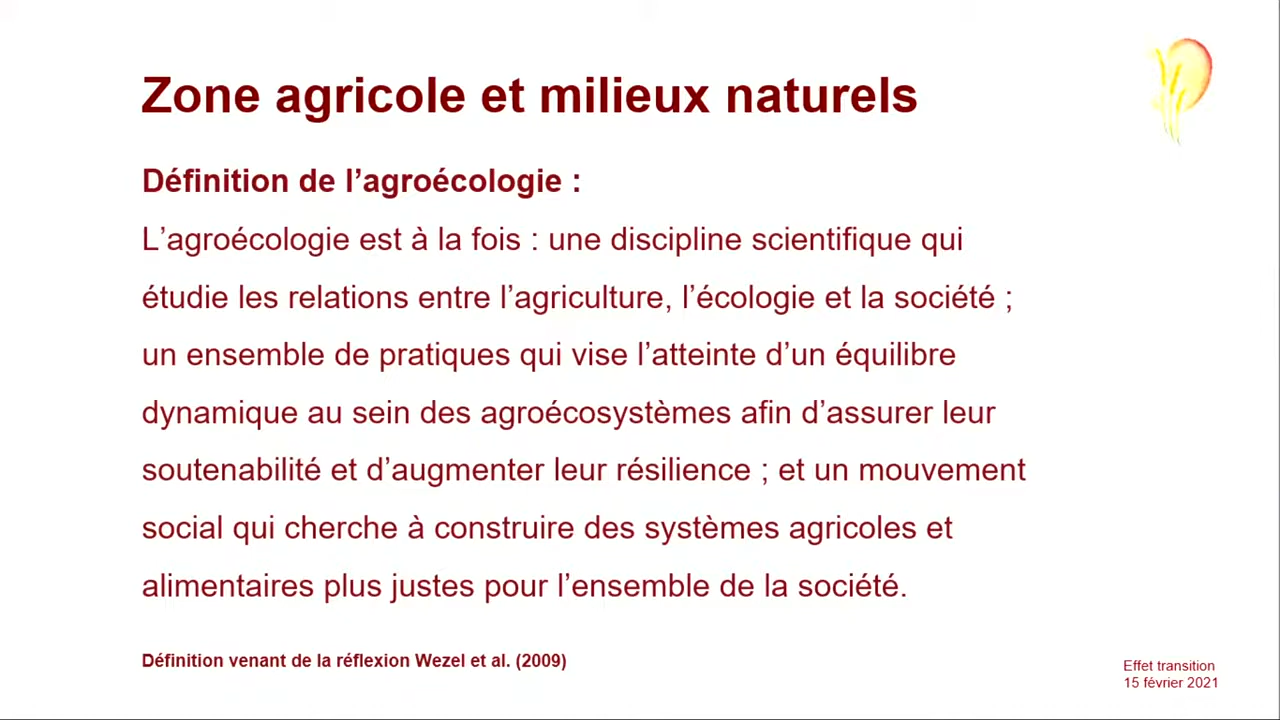 Zone agricole et milieux naturels
Définition de l’agroécologie :
L’agroécologie est à la fois : une discipline scientifique qui
étudie les relations entre l’agriculture, l’écologie et la société ;
un ensemble de pratiques qui vise l’atteinte d’un équilibre
dynamique au sein des agroécosystèmes afin d’assurer leur
soutenabilité et d’augmenter leur résilience ; et un mouvement
social qui cherche à construire des systèmes agricoles et
alimentaires plus justes pour l’ensemble de la société.
Définition venant de la réflexion Wezel et al. (2009)
Effet transition
15 février 2021